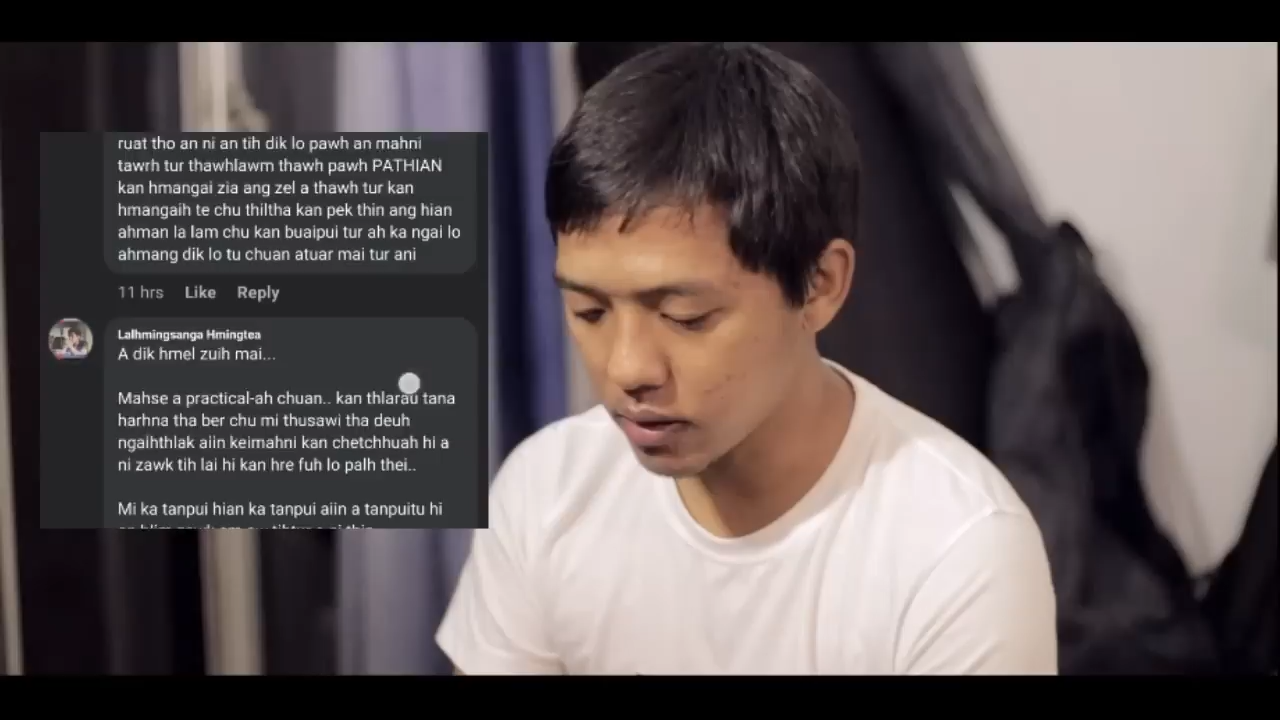 ruat tho an ni an tih dik lo pawh an mahni
tawrh tur thawhlawm thawh pawh PATHIAN
kan hmangai zia ang zel a thawh tur kan
hmangaih te chu thiltha kan pek thin ang hian
ahman la lam chu kan buaipui tur ah ka ngai lo
ahmang dik lo tu chuan atuar mai tur ani
11 hrs Like Reply
Lalhmingsanga Hmingtea
A dik hmel zuih mai...
Mahse a practical-ah chuan.. kan thlarau tana
harhna tha ber chu mi thusawi tha deuh
ngaihthlak aiin keimahni kan chetchhuah hi a
ni zawk tih lai hi kan hre fuh lo palh thei..
Mi ka tanpui hian ka tanpui aiin a tanpuitu hi